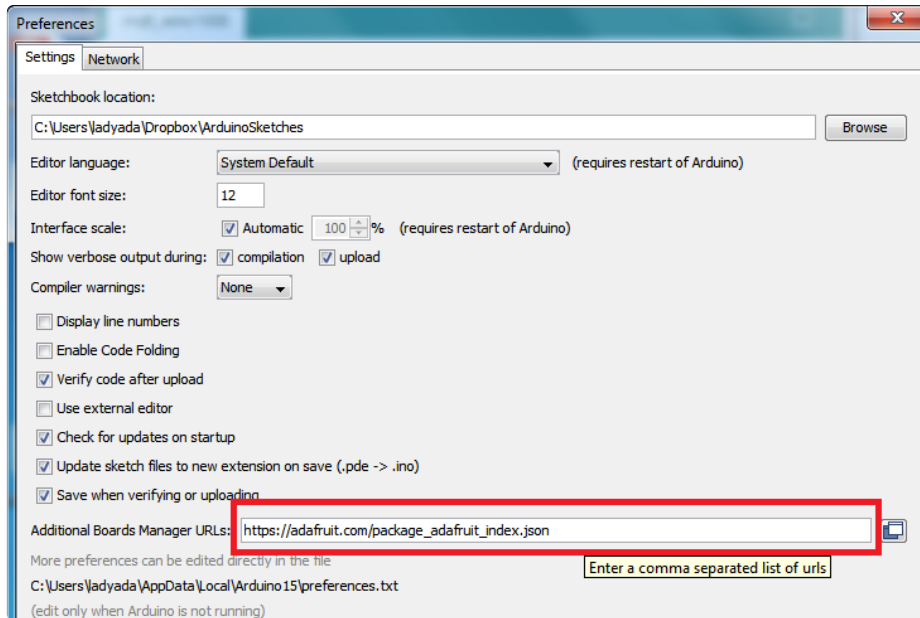 Preferences
Settings Network
Sketchbook location:
C:\Users\ladyada\Dropbox\ArduinoSketches Browse
Editor language: System Default (requires restart of Arduino)
Editor font size: 12
Interface scale: Automatic 100 % (requires restart of Arduino)
Show verbose output during: compilation upload
Compiler warnings: None
Display line numbers
Enable Code Folding
Verify code after upload
Use external editor
Check for updates on startup
Update sketch files to new extension on save (.pde -> .ino)
Save when verifying or uploading
Additional Boards Manager URLs: https://adafruit.com/package_adafruit_index.json
More preferences can be edited directly in the file
Enter a comma separated list of urls
C:\Users\ladyada\AppData\Local\Arduino15\preferences.txt
(edit only when Arduino is not running)